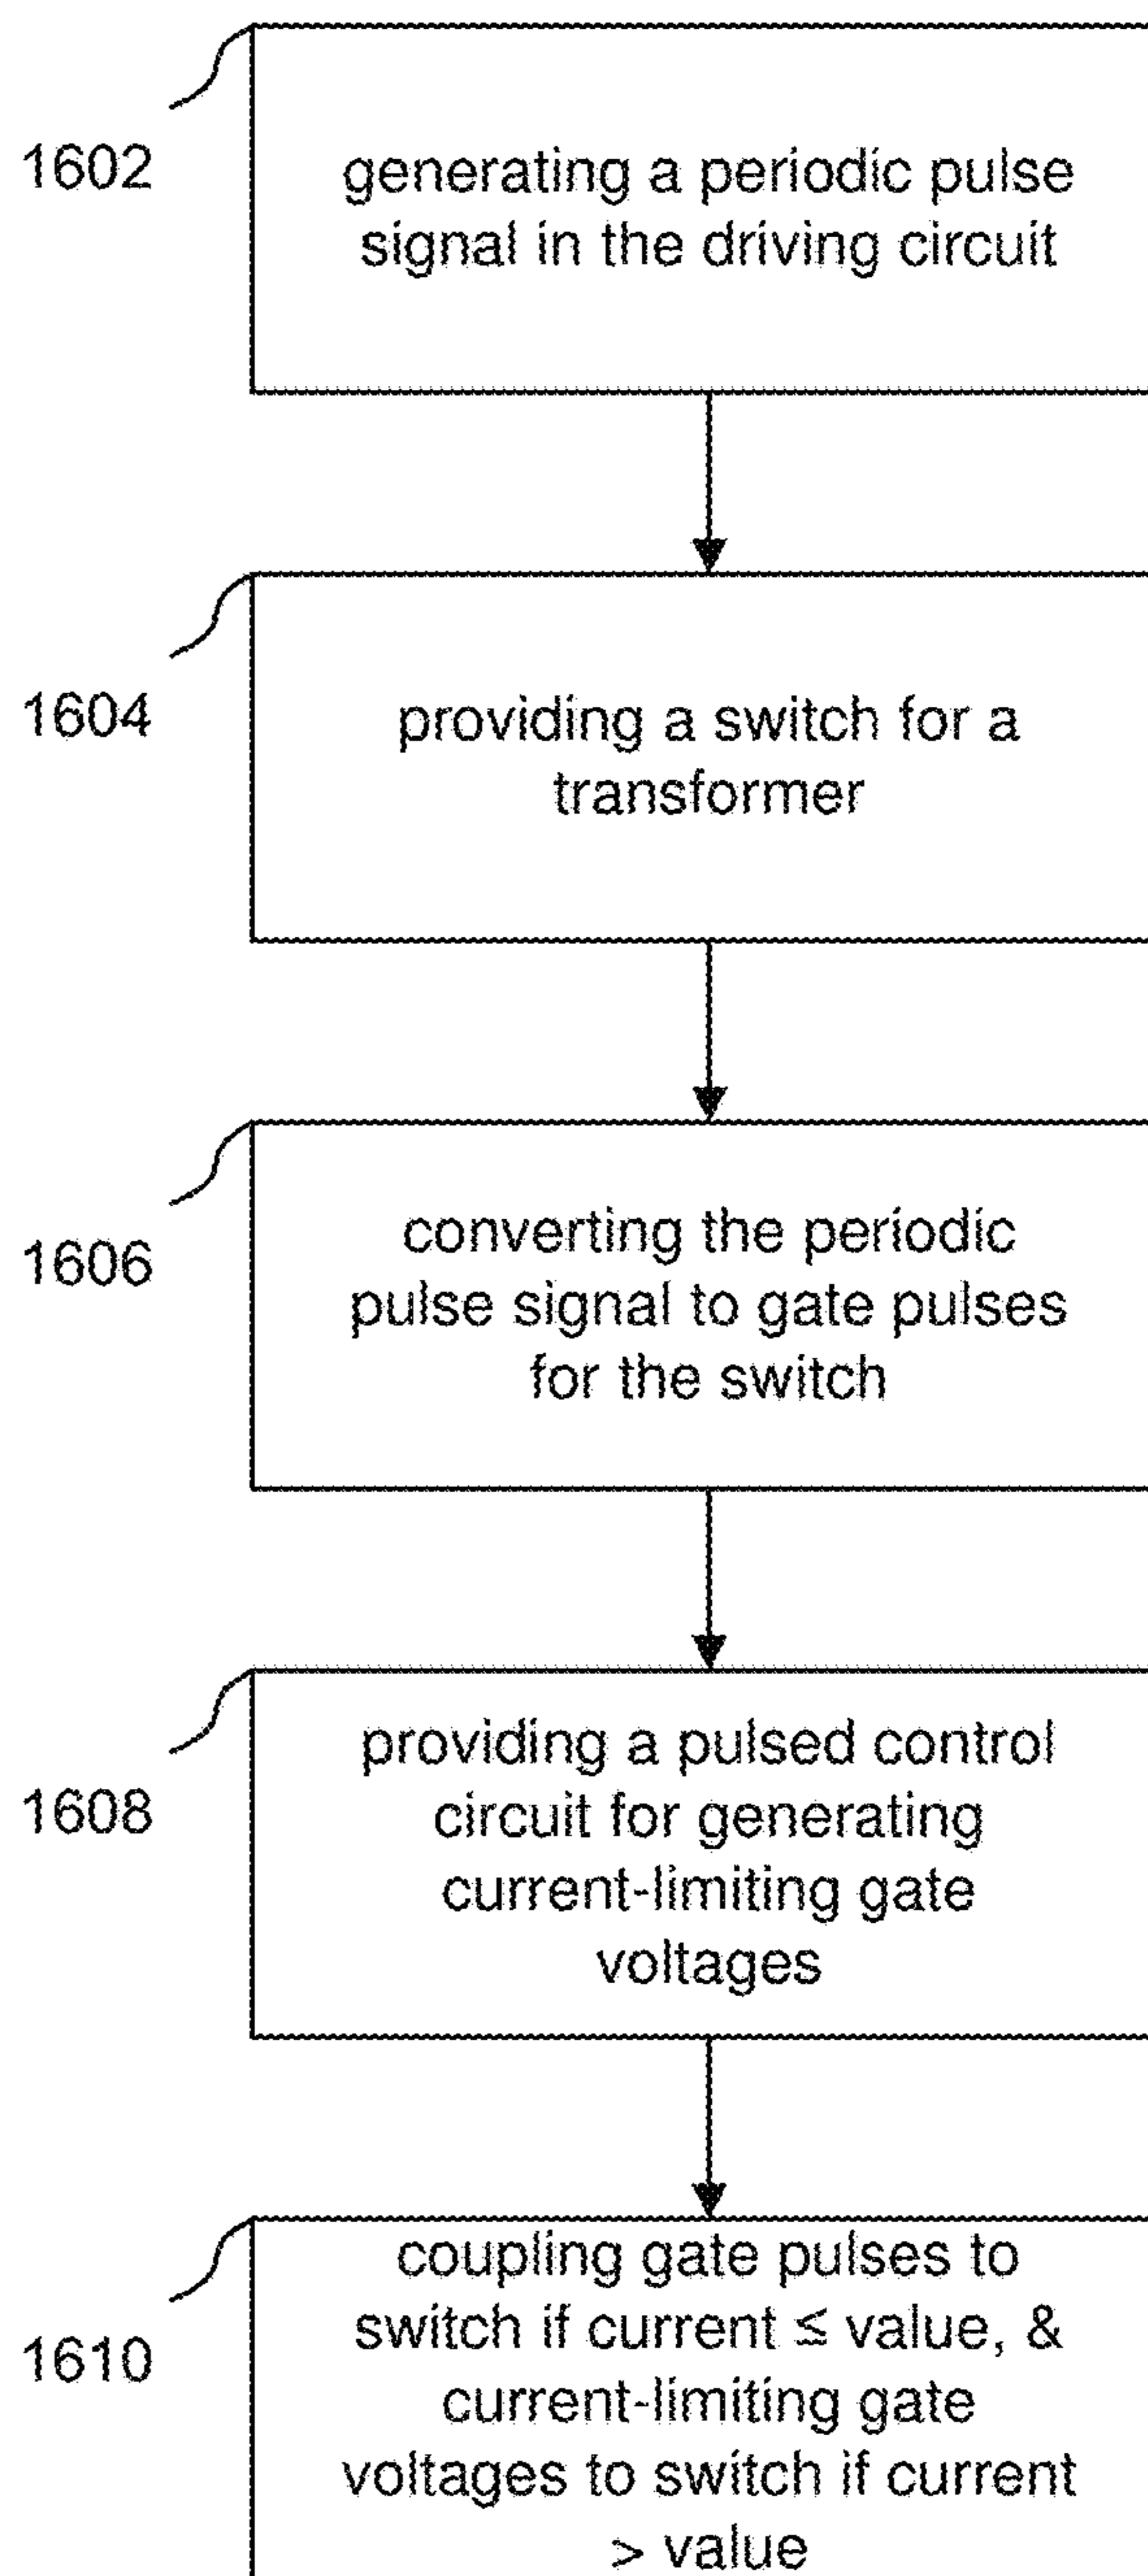 1602
generating a periodic pulse
signal in the driving circuit
1604
providing a switch for a
transformer
1606
converting the periodic
pulse signal to gate pulses
for the switch
1608
providing a pulsed control
circuit for generating
current-limiting gate
voltages
1610
coupling gate pulses to
switch if current ≤ value, &
current-limiting gate
voltages to switch if current
> value